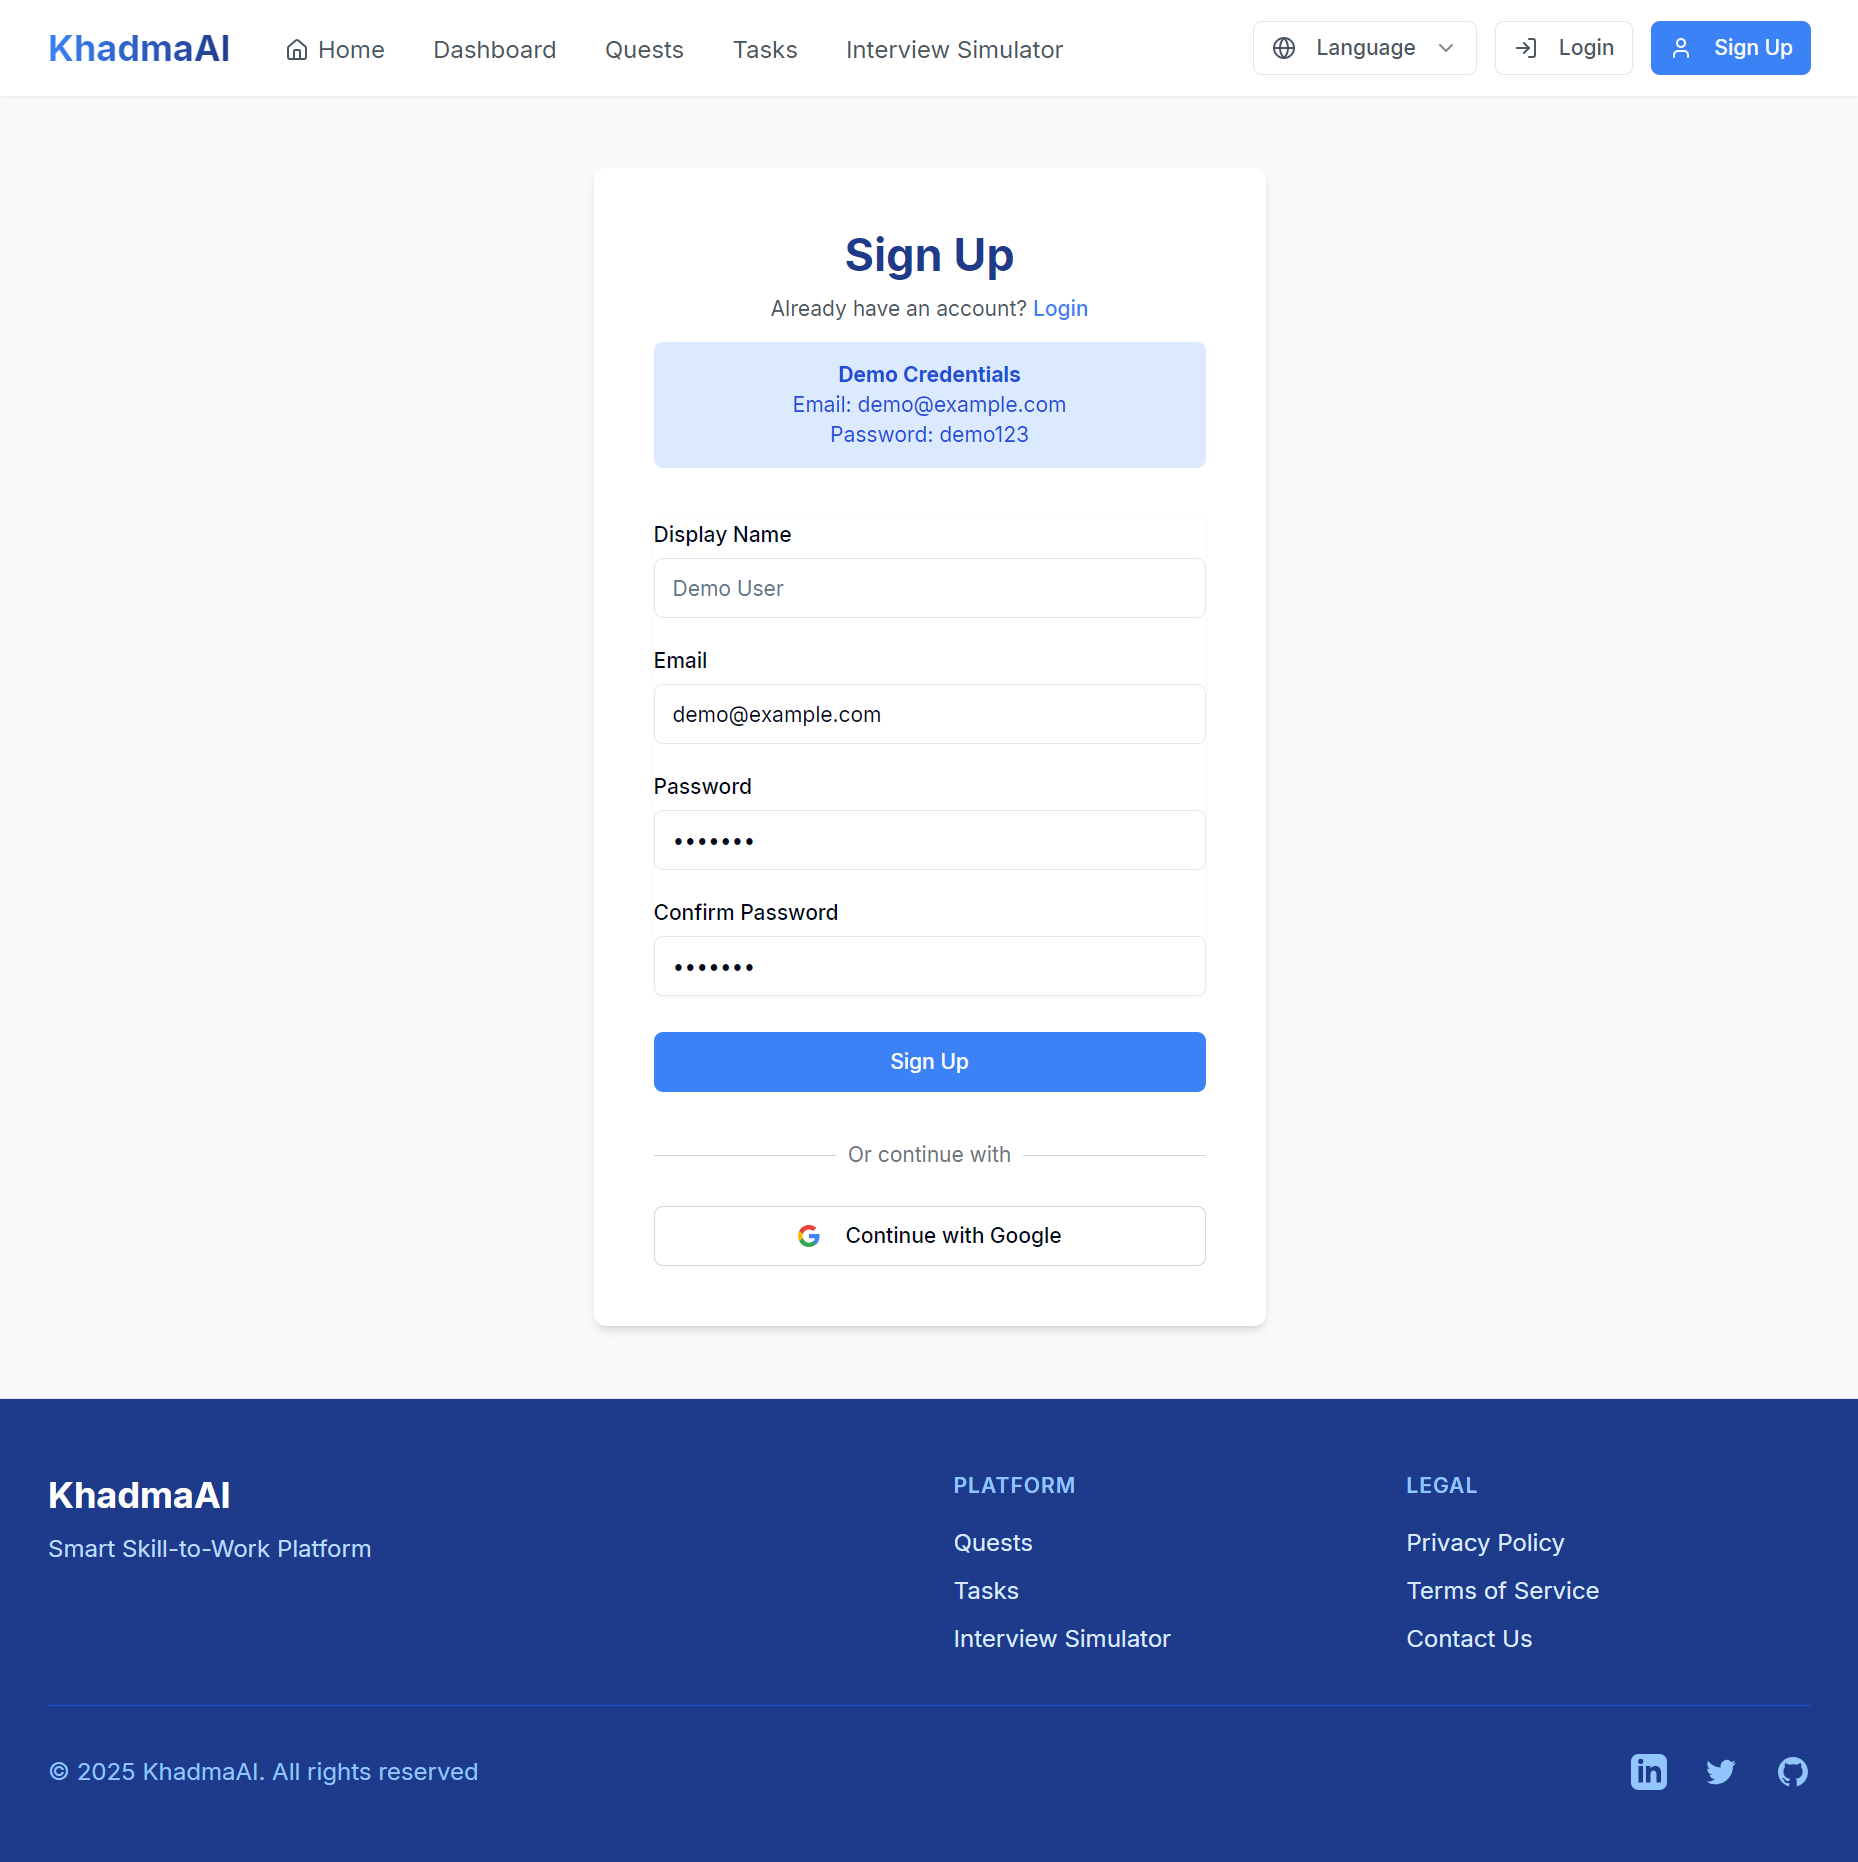 KhadmaAI
Home
Dashboard
Quests
Tasks
Interview Simulator
Language
Login
Sign Up
Sign Up
Already have an account? Login
Demo Credentials
Email: demo@example.com
Password: demo123
Display Name
Demo User
Email
demo@example.com
Password
•••••••
Confirm Password
•••••••
Sign Up
Or continue with
Continue with Google
KhadmaAI
Smart Skill-to-Work Platform
PLATFORM
Quests
Tasks
Interview Simulator
LEGAL
Privacy Policy
Terms of Service
Contact Us
© 2025 KhadmaAI. All rights reserved